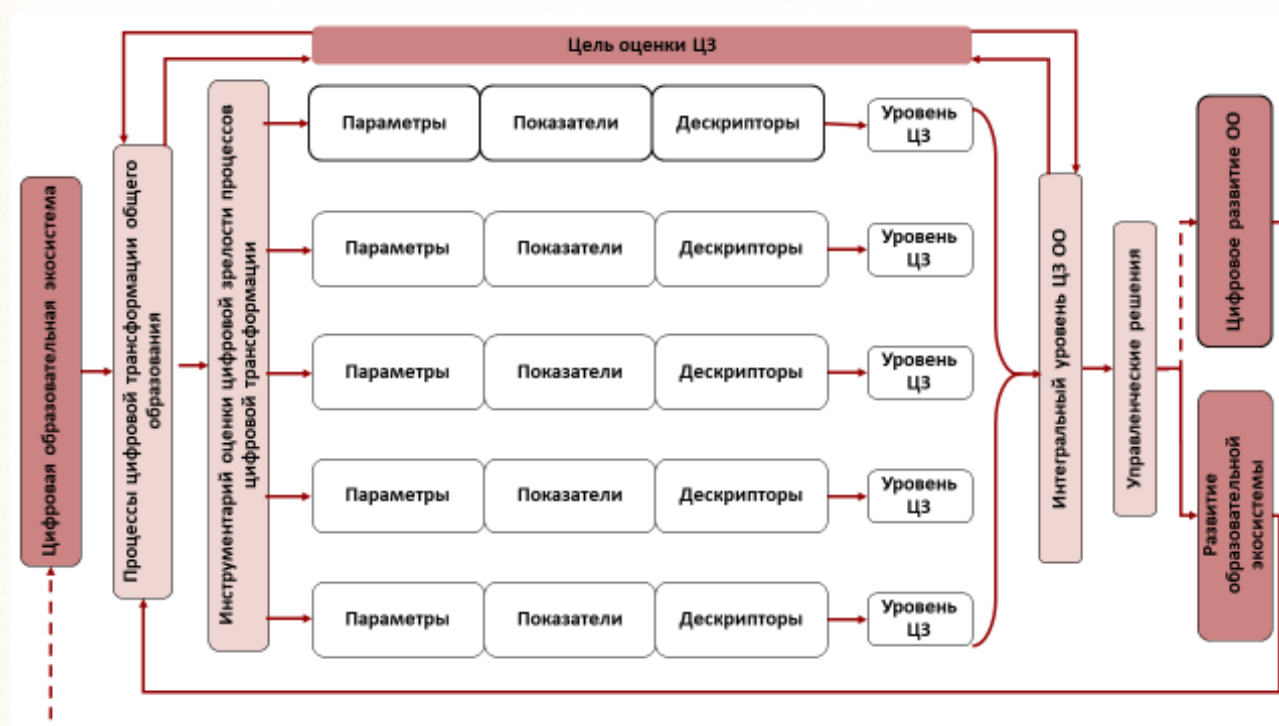 Цель оценки ЦЗ
Цифровая образовательная экосистема
Процессы цифровой трансформации общего
образования
Инструментарий оценки цифровой зрелости процессов
цифровой трансформации
Параметры
Показатели
Дескрипторы
Уровень
ЦЗ
Параметры
Показатели
Дескрипторы
Уровень
ЦЗ
Параметры
Показатели
Дескрипторы
Уровень
ЦЗ
Параметры
Показатели
Дескрипторы
Уровень
ЦЗ
Параметры
Показатели
Дескрипторы
Уровень
ЦЗ
Интегральный уровень ЦЗ ОО
Управленческие решения
Цифровое развитие ОО
Развитие
образовательной
экосистемы